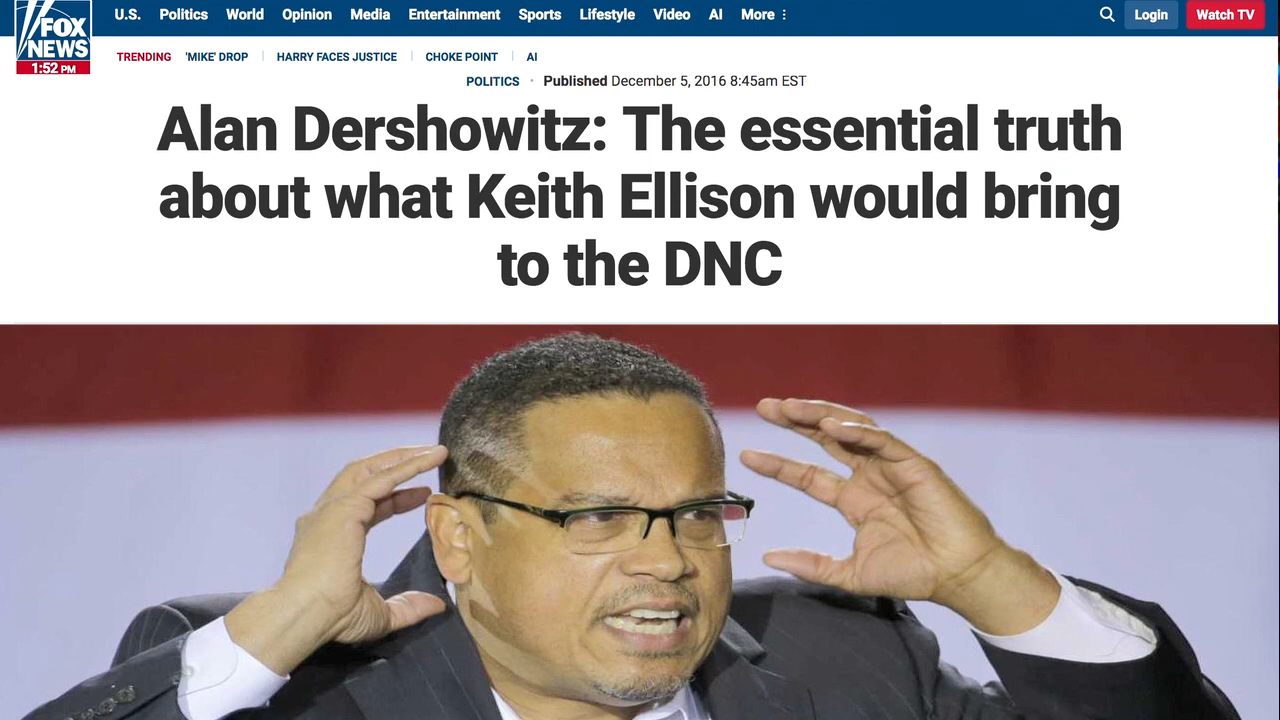 FOX
NEWS
1:52 PM
U.S. Politics World Opinion Media Entertainment Sports Lifestyle Video AI More
Login
Watch TV
TRENDING 'MIKE' DROP HARRY FACES JUSTICE CHOKE POINT AI
POLITICS · Published December 5, 2016 8:45am EST
Alan Dershowitz: The essential truth
about what Keith Ellison would bring
to the DNC